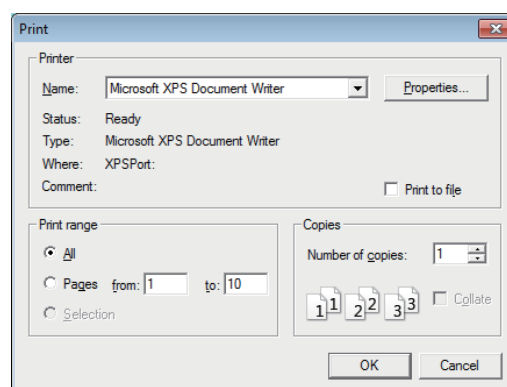 Print
Printer
Name: Microsoft XPS Document Writer Properties...
Status: Ready
Type: Microsoft XPS Document Writer
Where: XPSPort:
Comment: Print to file
Print range
All
Pages from: 1 to: 10
Selection
Copies
Number of copies: 1
1 1 2 2 3 3 Collate
OK Cancel